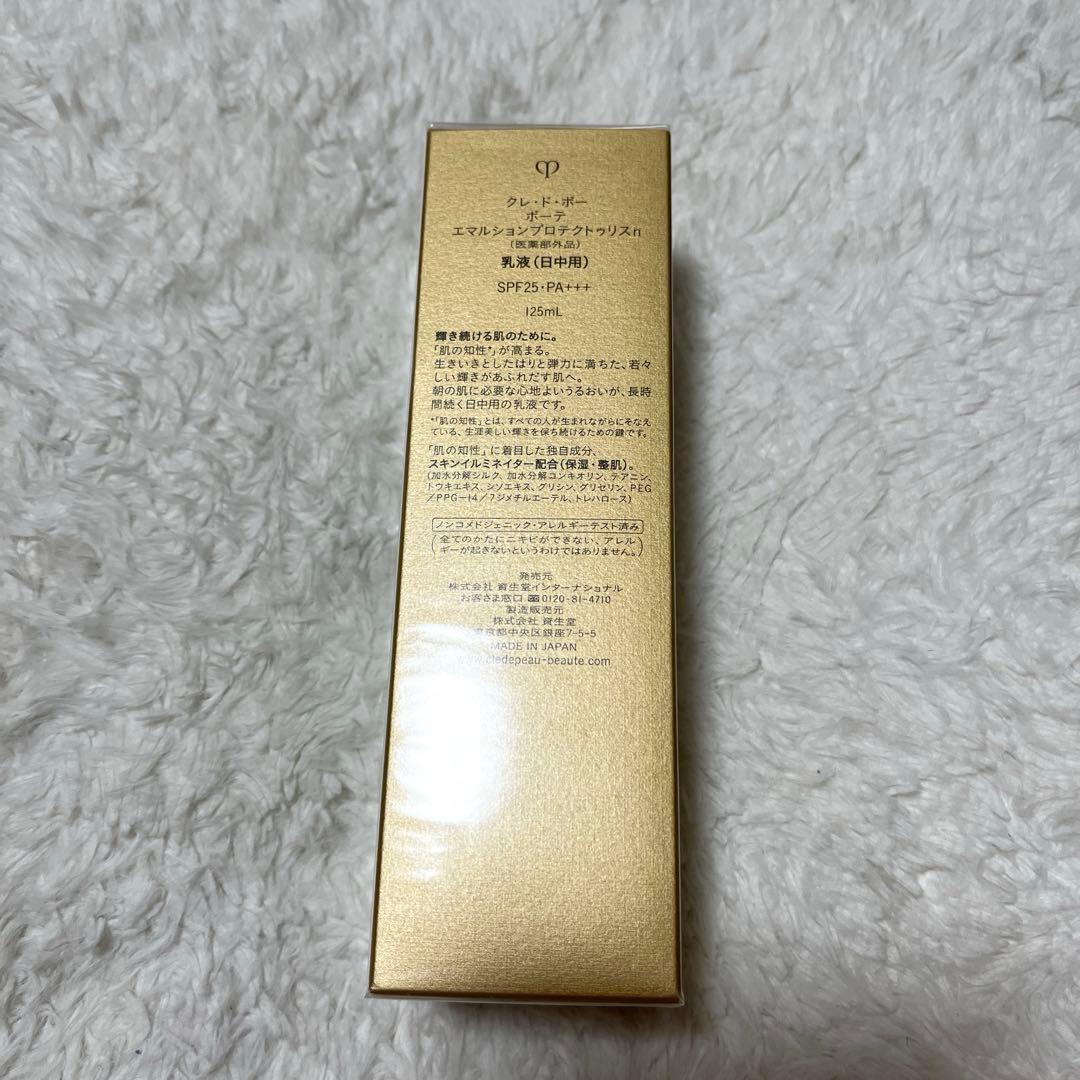 クレ・ド・ポー
ボーテ
エマルションプロテクトゥリスn
(医薬部外品)
乳液(日中用)
SPF25・PA+++
125mL
輝き続ける肌のために。
「肌の知性*」が高まる。
生きいきとしたはりと弾力に満ちた、若々
しい輝きがあふれだす肌へ。
朝の肌に必要な心地よいうるおいが、長時
間続く日中用の乳液です。
*「肌の知性」とは、すべての人が生まれながらにそなえ
ている、生涯美しい輝きを保ち続けるための鍵です。
「肌の知性」に着目した独自成分、
スキンイルミネイター配合(保湿・整肌)。
(加水分解シルク、加水分解コンキオリン、テアニン、
トウキエキス、シソエキス、グリシン、グリセリン、PEG
/PPG-14/7ジメチルエーテル、トレハロース)
ノンコメドジェニック・アレルギーテスト済み
(全てのかたにニキビができない、アレル
ギーが起きないというわけではありません。)
発売元
株式会社 資生堂インターナショナル
お客さま窓口 0120-81-4710
製造販売元
株式会社 資生堂
東京都中央区銀座7-5-5
MADE IN JAPAN
www.cledepeau-beaute.com